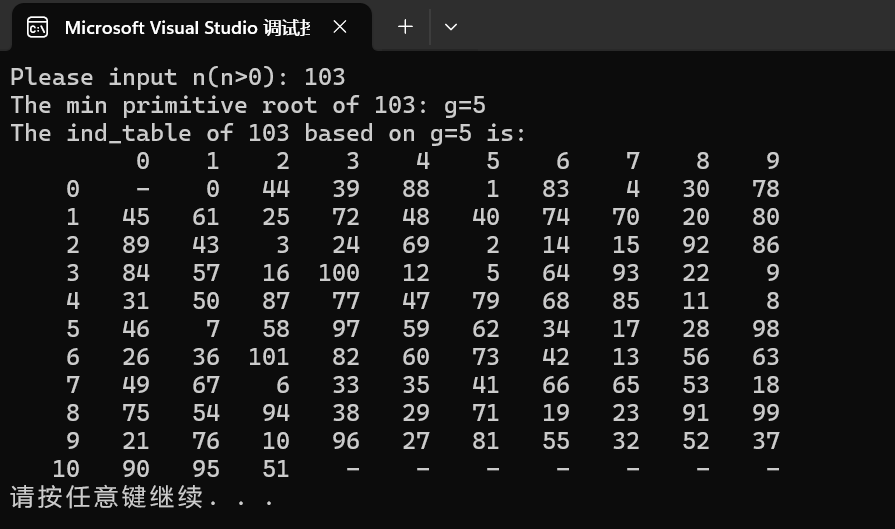 Microsoft Visual Studio 调试
Please input n(n>0): 103
The min primitive root of 103: g=5
The ind_table of 103 based on g=5 is:
0 1 2 3 4 5 6 7 8 9
0 - 0 44 39 88 1 83 4 30 78
1 45 61 25 72 48 40 74 70 20 80
2 89 43 3 24 69 2 14 15 92 86
3 84 57 16 100 12 5 64 93 22 9
4 31 50 87 77 47 79 68 85 11 8
5 46 7 58 97 59 62 34 17 28 98
6 26 36 101 82 60 73 42 13 56 63
7 49 67 6 33 35 41 66 65 53 18
8 75 54 94 38 29 71 19 23 91 99
9 21 76 10 96 27 81 55 32 52 37
10 90 95 51 - - - - - - -
请按任意键继续. . .